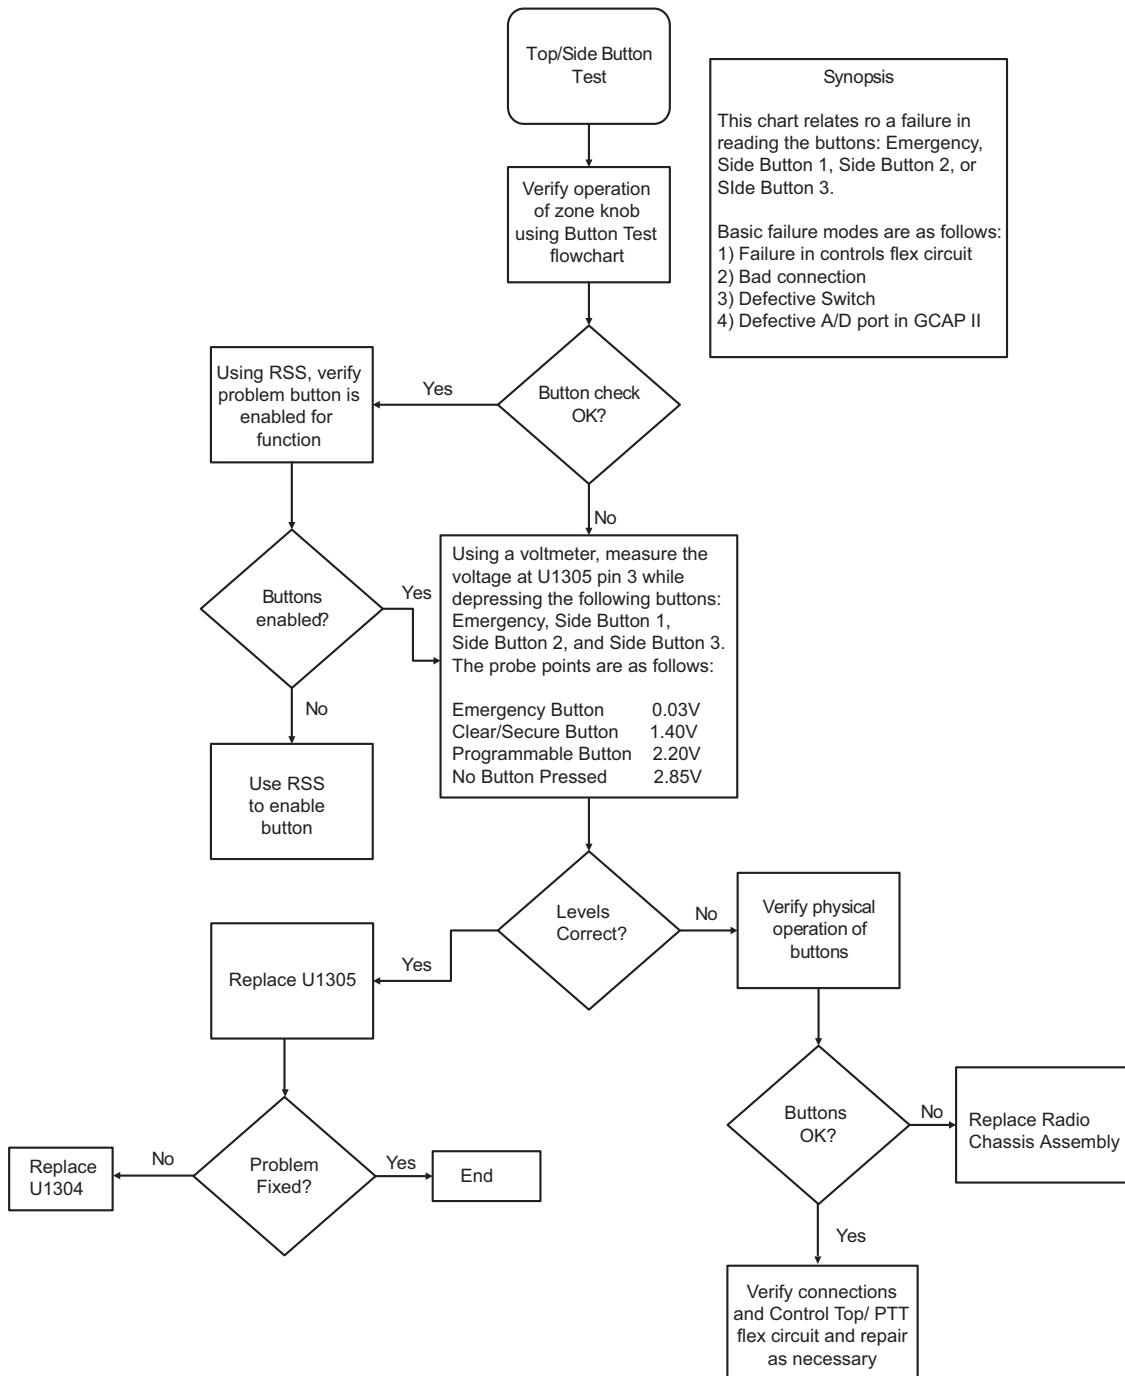 Top/Side Button
Test
Synopsis
This chart relates ro a failure in
reading the buttons: Emergency,
Side Button 1, Side Button 2, or
SIde Button 3.
Basic failure modes are as follows:
1) Failure in controls flex circuit
2) Bad connection
3) Defective Switch
4) Defective A/D port in GCAP II
Verify operation
of zone knob
using Button Test
flowchart
Button check
OK?
Yes
Using RSS, verify
problem button is
enabled for
function
No
Buttons
enabled?
Yes
No
Use RSS
to enable
button
Using a voltmeter, measure the
voltage at U1305 pin 3 while
depressing the following buttons:
Emergency, Side Button 1,
Side Button 2, and Side Button 3.
The probe points are as follows:
Emergency Button 0.03V
Clear/Secure Button 1.40V
Programmable Button 2.20V
No Button Pressed 2.85V
Levels
Correct?
Yes
No
Replace U1305
Verify physical
operation of
buttons
Problem
Fixed?
No
Replace
U1304
Yes
End
Buttons
OK?
No
Replace Radio
Chassis Assembly
Yes
Verify connections
and Control Top/ PTT
flex circuit and repair
as necessary